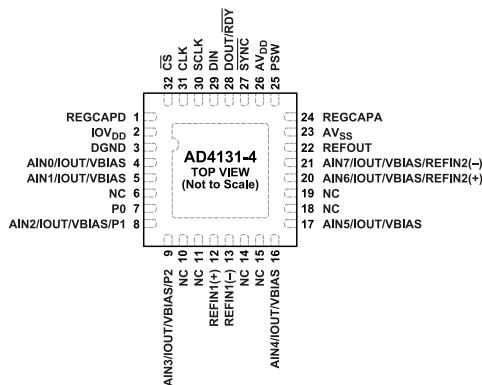 CS
CLK
SCLK
DIN
DOUT/RDY
SYNC
AVDD
PSW
32
31
30
29
28
27
26
25
REGCAPD 1
IOVDD 2
DGND 3
AIN0/IOUT/VBIAS 4
AIN1/IOUT/VBIAS 5
NC 6
P0 7
AIN2/IOUT/VBIAS/P1 8
AD4131-4
TOP VIEW
(Not to Scale)
24 REGCAPA
23 AVSS
22 REFOUT
21 AIN7/IOUT/VBIAS/REFIN2(–)
20 AIN6/IOUT/VBIAS/REFIN2(+)
19 NC
18 NC
17 AIN5/IOUT/VBIAS
9
10
11
12
13
14
15
16
AIN3/IOUT/VBIAS/P2
NC
NC
REFIN1(+)
REFIN1(–)
NC
NC
AIN4/IOUT/VBIAS